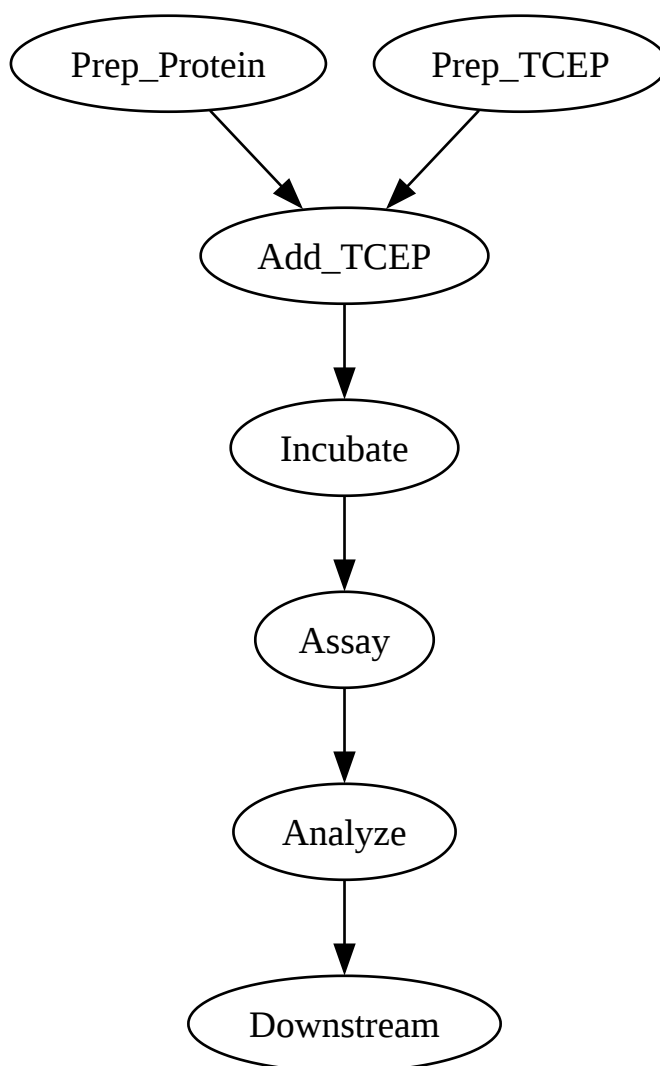 Prep_Protein
Prep_TCEP
Add_TCEP
Incubate
Assay
Analyze
Downstream